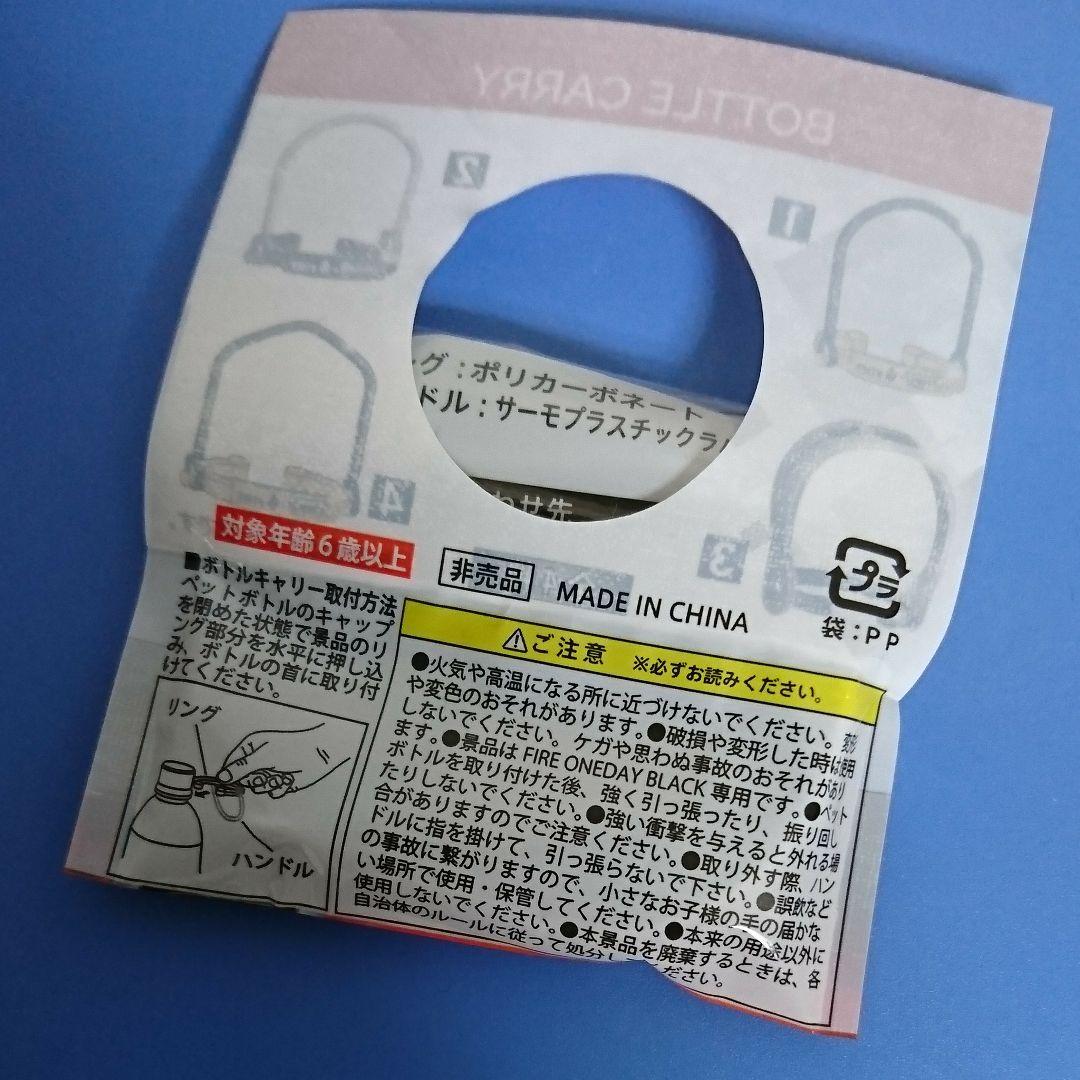 BOTTLE CARRY
2
1
ング：ポリカーボネート
ドル：サーモプラスチックラ
わせ先
4
3
対象年齢6歳以上
非売品
MADE IN CHINA
プラ
袋：PP
■ボトルキャリー取付方法
ペットボトルのキャップ
を閉めた状態で景品のリ
ング部分を水平に押し込
み、ボトルの首に取り付
けてください。
リング
ハンドル
⚠ご注意 ※必ずお読みください。
●火気や高温になる所に近づけないでください。変形
や変色のおそれがあります。●破損や変形した時は使用
しないでください。ケガや思わぬ事故のおそれがあり
ます。●景品は FIRE ONEDAY BLACK 専用です。●ペット
ボトルを取り付けた後、強く引っ張ったり、振り回し
たりしないでください。●強い衝撃を与えると外れる場
合がありますのでご注意ください。●取り外す際、ハン
ドルに指を掛けて、引っ張らないで下さい。●誤飲など
の事故に繋がりますので、小さなお子様の手の届かな
い場所で使用・保管してください。●本来の用途以外に
使用しないでください。●本景品を廃棄するときは、各
自治体のルールに従って処分してください。